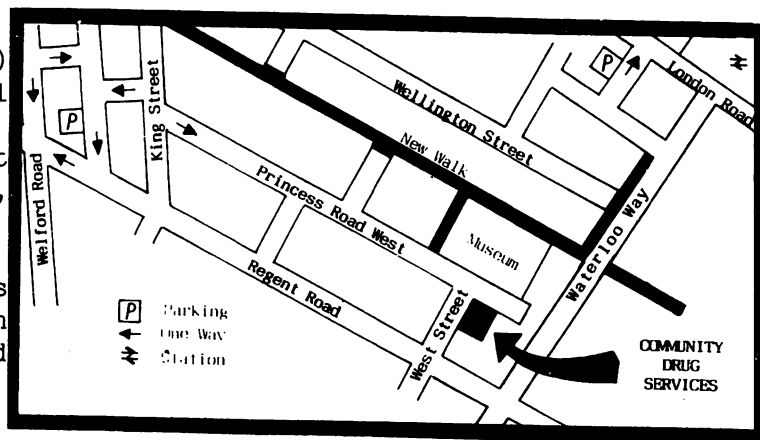 P
London Road
Wellington Street
New Walk
P
King Street
Princess Road West
Museum
Waterloo Way
Welford Road
Regent Road
West Street
P Parking
One Way
Station
COMMUNITY
DRUG
SERVICES